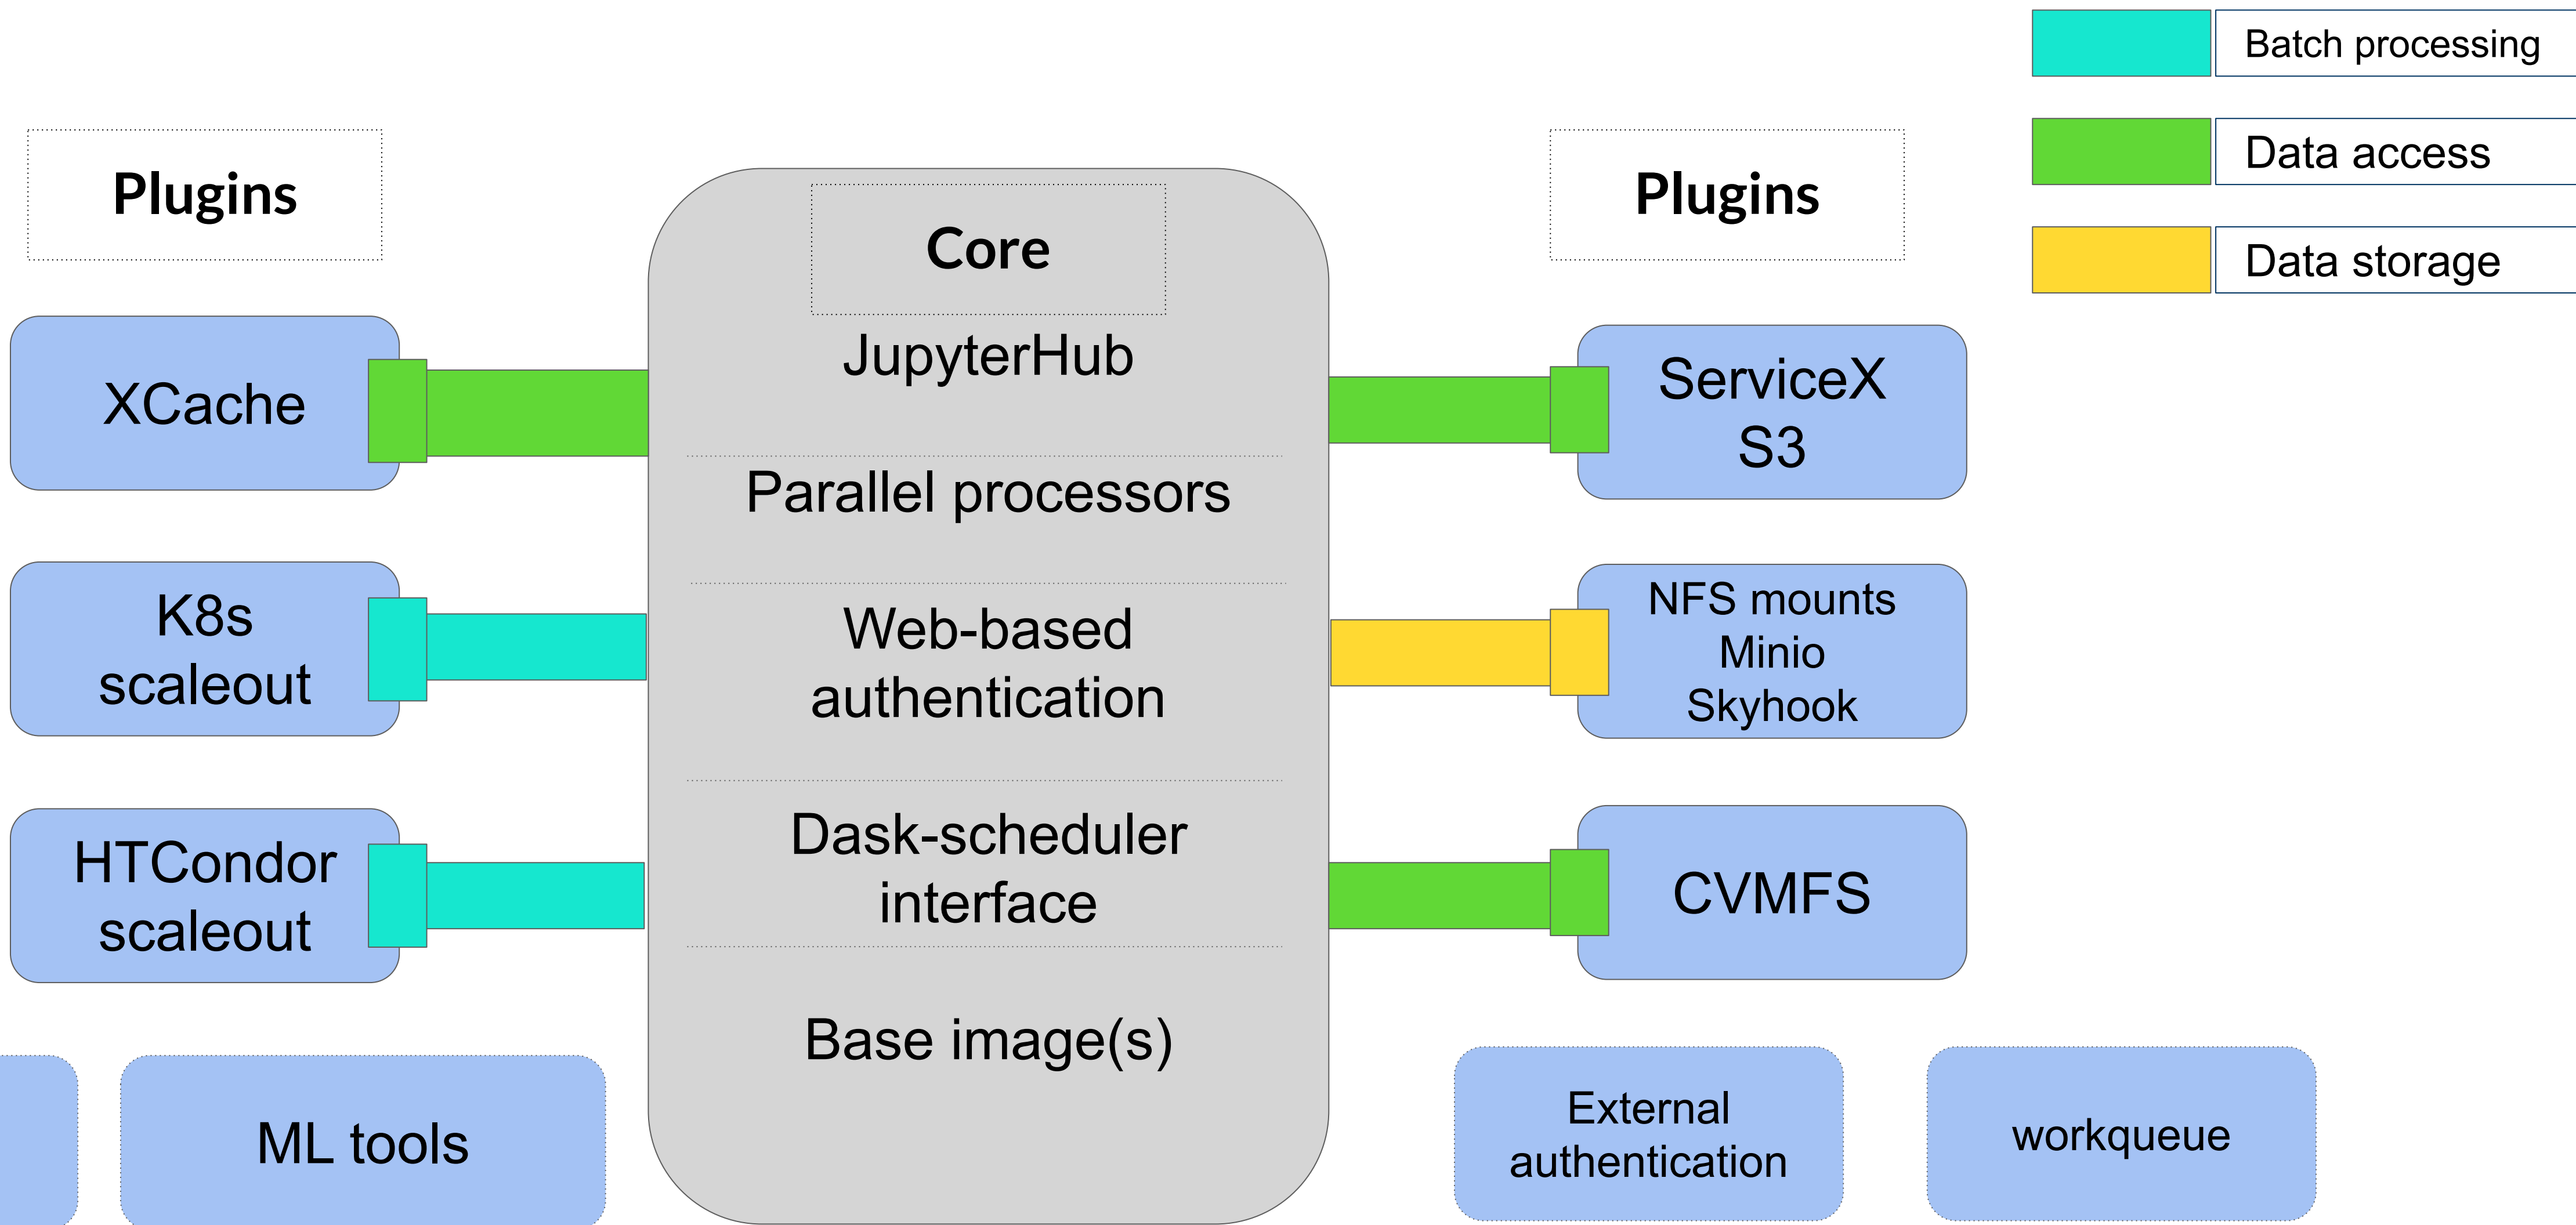 Batch processing
Data access
Data storage
Plugins
XCache
K8s
scaleout
HTCondor
scaleout
ML tools
Core
JupyterHub
Parallel processors
Web-based
authentication
Dask-scheduler
interface
Base image(s)
Plugins
ServiceX
S3
NFS mounts
Minio
Skyhook
CVMFS
External
authentication
workqueue